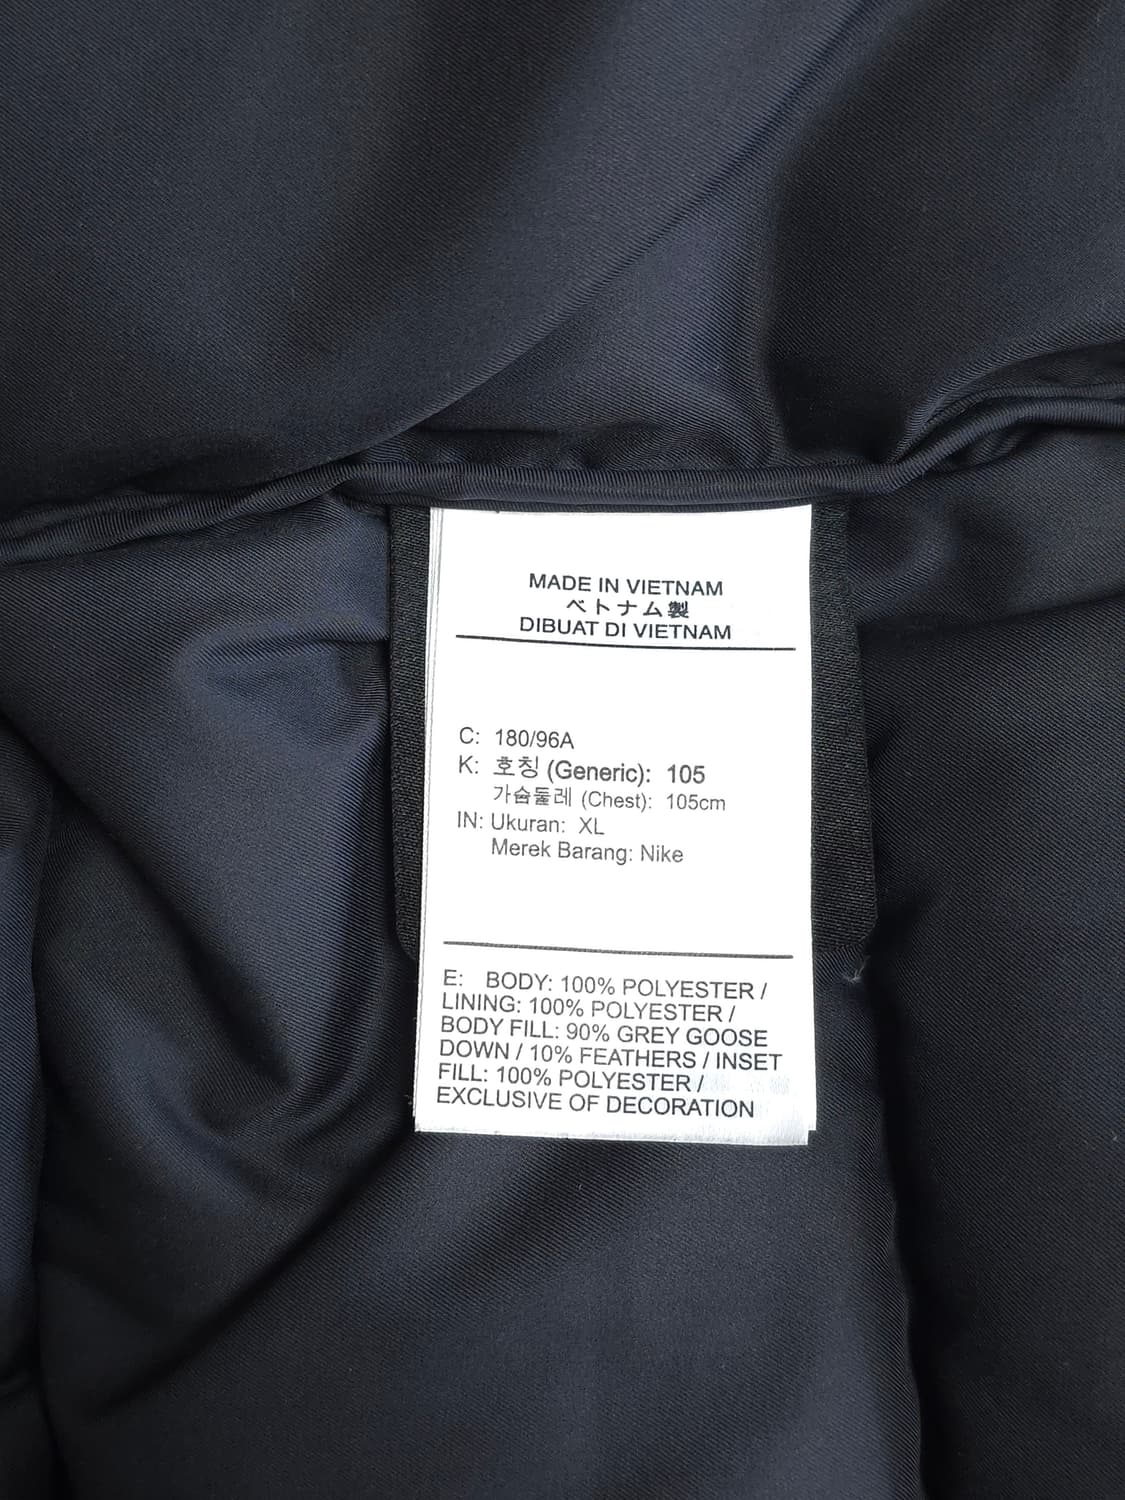 MADE IN VIETNAM
ベトナム製
DIBUAT DI VIETNAM
C: 180/96A
K: 호칭 (Generic): 105
가슴둘레 (Chest): 105cm
IN: Ukuran: XL
Merek Barang: Nike
E: BODY: 100% POLYESTER /
LINING: 100% POLYESTER /
BODY FILL: 90% GREY GOOSE
DOWN / 10% FEATHERS / INSET
FILL: 100% POLYESTER /
EXCLUSIVE OF DECORATION